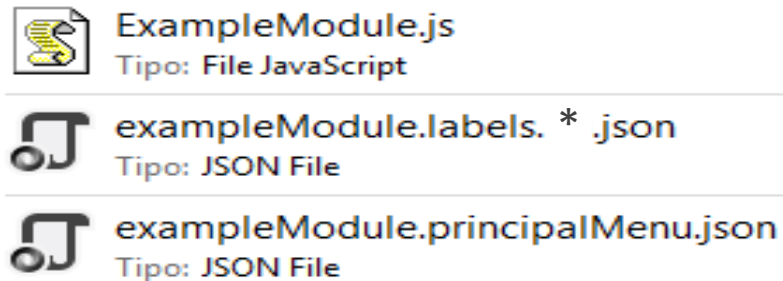 ExampleModule.js
Tipo: File JavaScript
exampleModule.labels. * .json
Tipo: JSON File
exampleModule.principalMenu.json
Tipo: JSON File